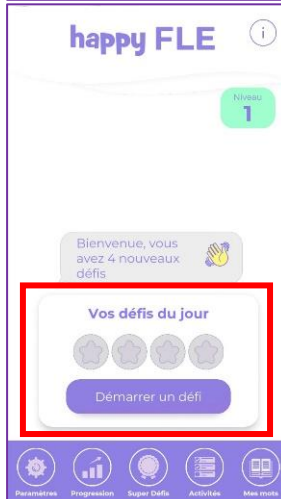 happy FLE
i
Niveau
1
Bienvenue, vous
avez 4 nouveaux
défis
Vos défis du jour
Démarrer un défi
Paramètres Progression Super Défis Activités Mes mots